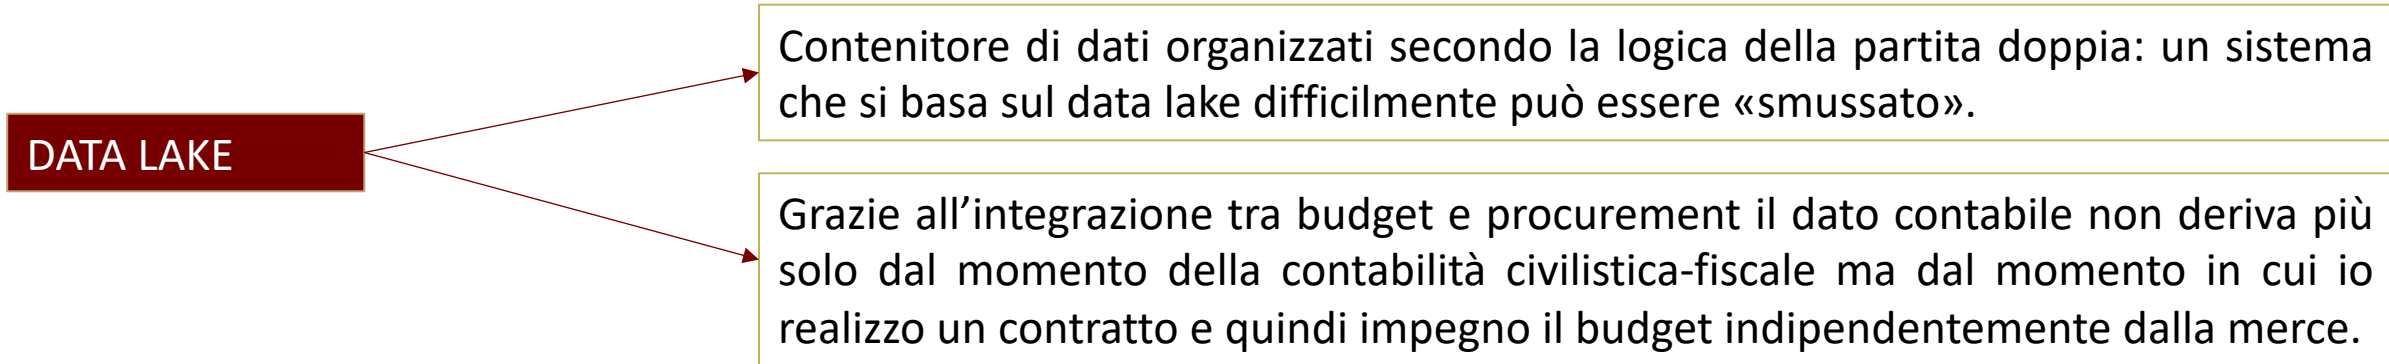 DATA LAKE
Contenitore di dati organizzati secondo la logica della partita doppia: un sistema
che si basa sul data lake difficilmente può essere «smussato».
Grazie all’integrazione tra budget e procurement il dato contabile non deriva più
solo dal momento della contabilità civilistica-fiscale ma dal momento in cui io
realizzo un contratto e quindi impegno il budget indipendentemente dalla merce.